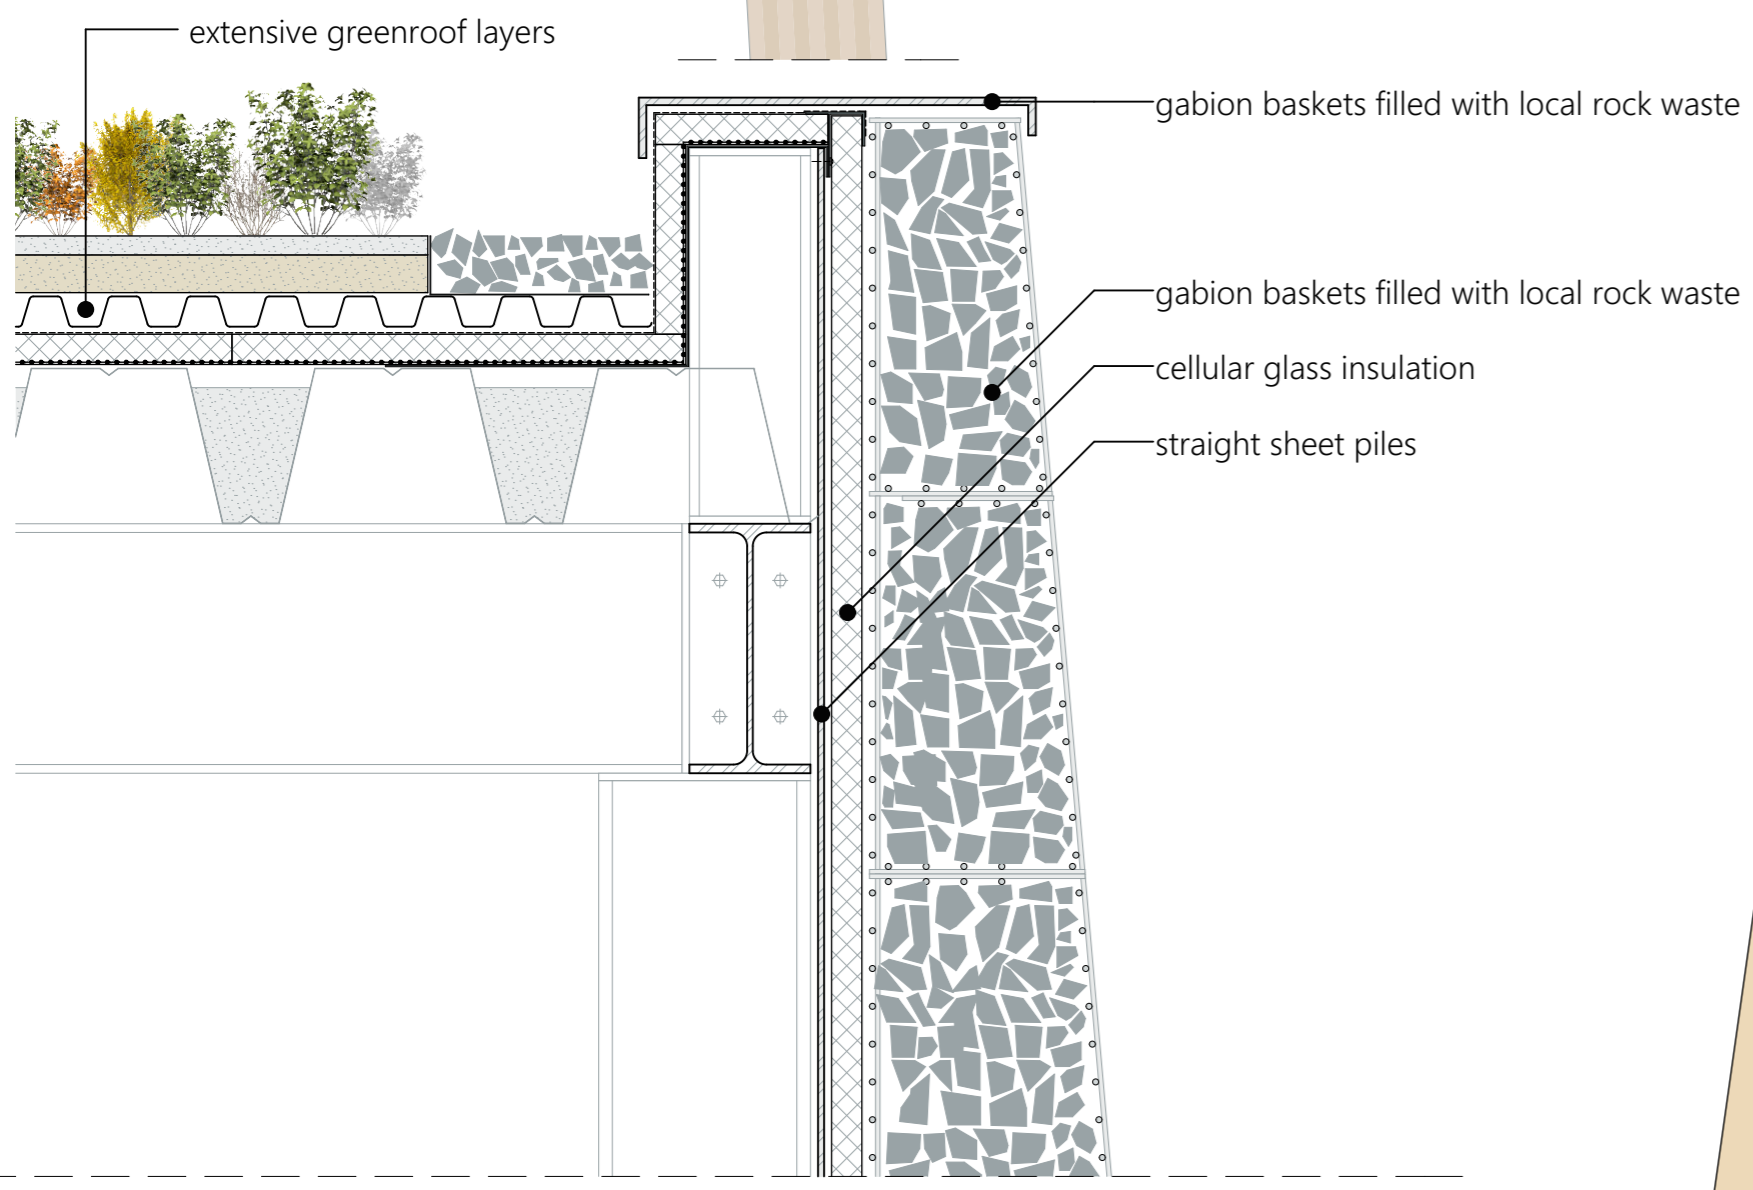 extensive greenroof layers
gabion baskets filled with local rock waste
gabion baskets filled with local rock waste
cellular glass insulation
straight sheet piles